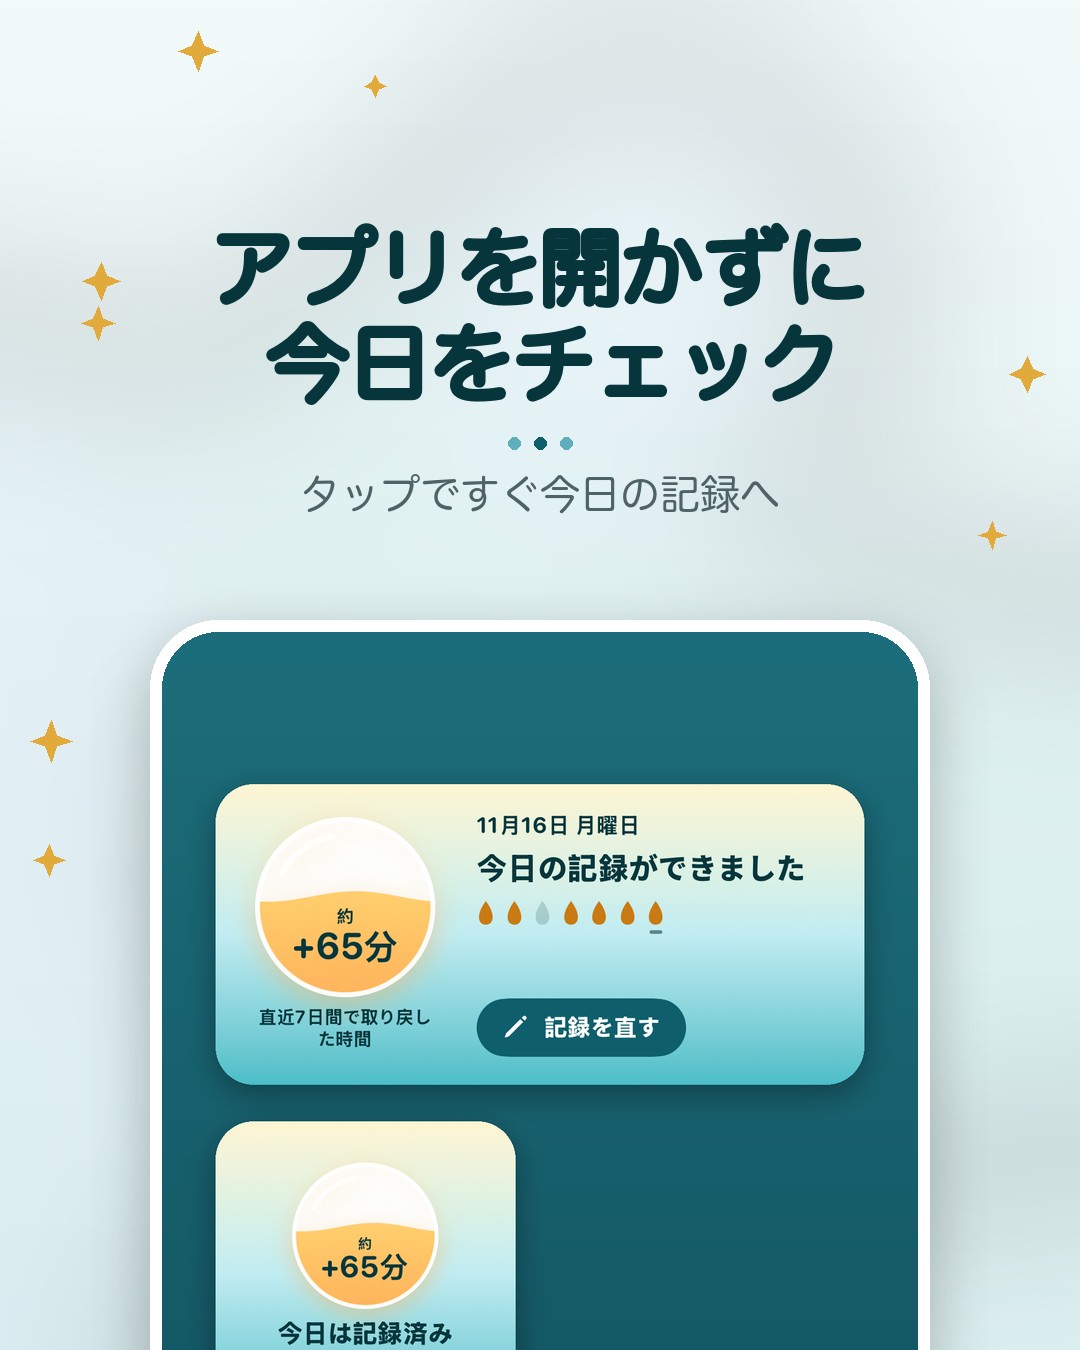 アプリを開かずに
今日をチェック
タップですぐ今日の記録へ
11月16日 月曜日
今日の記録ができました
約
+65分
直近7日間で取り戻し
た時間
記録を直す
約
+65分
今日は記録済み